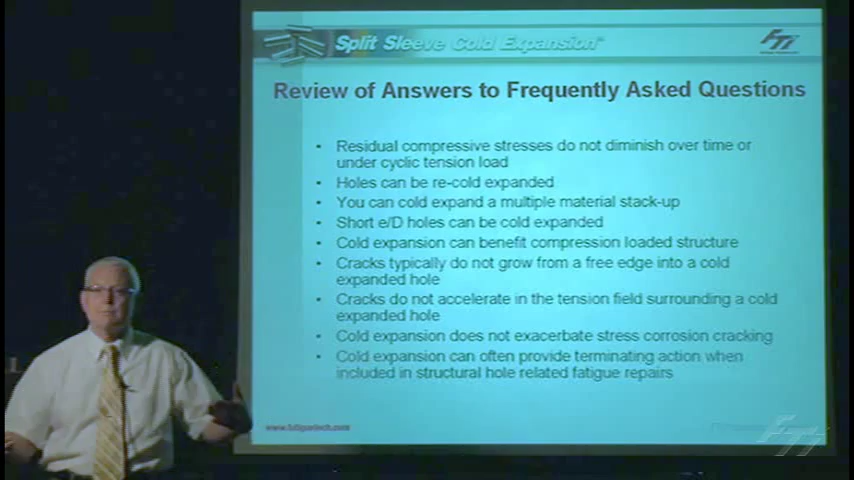 Split Sleeve Cold Expansion
FTI
Review of Answers to Frequently Asked Questions
• Residual compressive stresses do not diminish over time or
under cyclic tension load
• Holes can be re-cold expanded
• You can cold expand a multiple material stack-up
• Short e/D holes can be cold expanded
• Cold expansion can benefit compression loaded structure
• Cracks typically do not grow from a free edge into a cold
expanded hole
• Cracks do not accelerate in the tension field surrounding a cold
expanded hole
• Cold expansion does not exacerbate stress corrosion cracking
• Cold expansion can often provide terminating action when
included in structural hole related fatigue repairs
www.fatiguetech.com
FTI